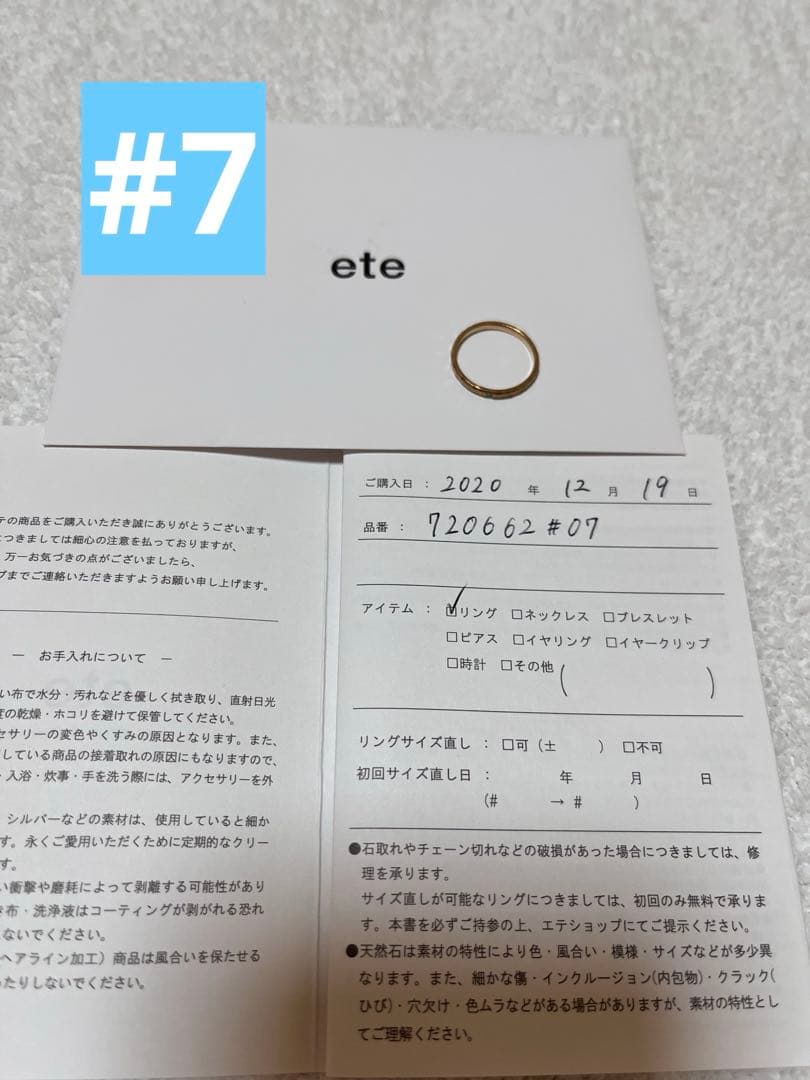 #7
ete
テの商品をご購入いただき誠にありがとうございます。
につきましては細心の注意を払っておりますが、
万一お気づきの点がございましたら、
プまでご連絡いただきますようお願い申し上げます。
― お手入れについて ―
い布で水分・汚れなどを優しく拭き取り、直射日光
度の乾燥・ホコリを避けて保管してください。
セサリーの変色やくすみの原因となります。また、
している商品の接着取れの原因にもなりますので、
・入浴・炊事・手を洗う際には、アクセサリーを外
シルバーなどの素材は、使用していると細か
す。永くご愛用いただくために定期的なクリー
す。
い衝撃や磨耗によって剥離する可能性があり
き布・洗浄液はコーティングが剥がれる恐れ
ないでください。
ヘアライン加工）商品は風合いを保たせる
ったりしないでください。
ご購入日 ： 2020 年 12 月 19 日
品番 ： 720662#07
アイテム ： ☑リング □ネックレス □ブレスレット
□ピアス □イヤリング □イヤークリップ
□時計 □その他（ ）
リングサイズ直し ： □可（± ） □不可
初回サイズ直し日 ： 年 月 日
（# → # ）
●石取れやチェーン切れなどの破損があった場合につきましては、修
理を承ります。
サイズ直しが可能なリングにつきましては、初回のみ無料で承りま
す。本書を必ずご持参の上、エテショップにてご提示ください。
●天然石は素材の特性により色・風合い・模様・サイズなどが多少異
なります。また、細かな傷・インクルージョン(内包物)・クラック(
ひび)・穴欠け・色ムラなどがある場合がありますが、素材の特性とし
てご理解ください。